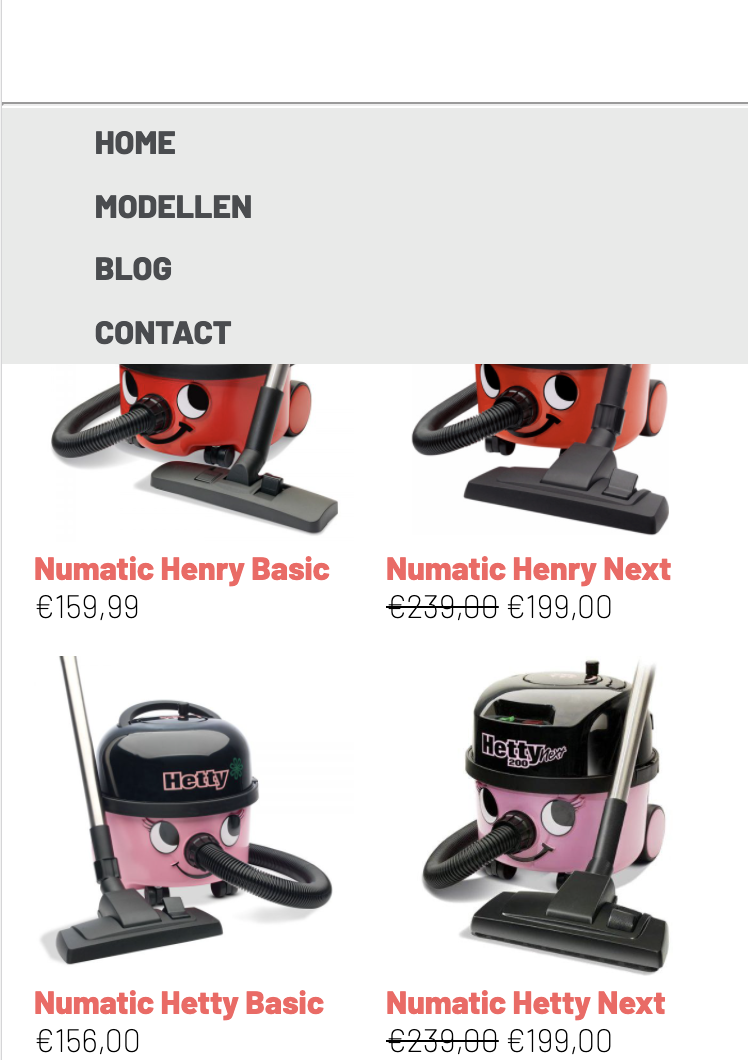 HOME
MODELLEN
BLOG
CONTACT
Numatic Henry Basic
€159,99
Numatic Henry Next
€239,00 €199,00
Hetty
Hetty Next
200
Numatic Hetty Basic
€156,00
Numatic Hetty Next
€239,00 €199,00